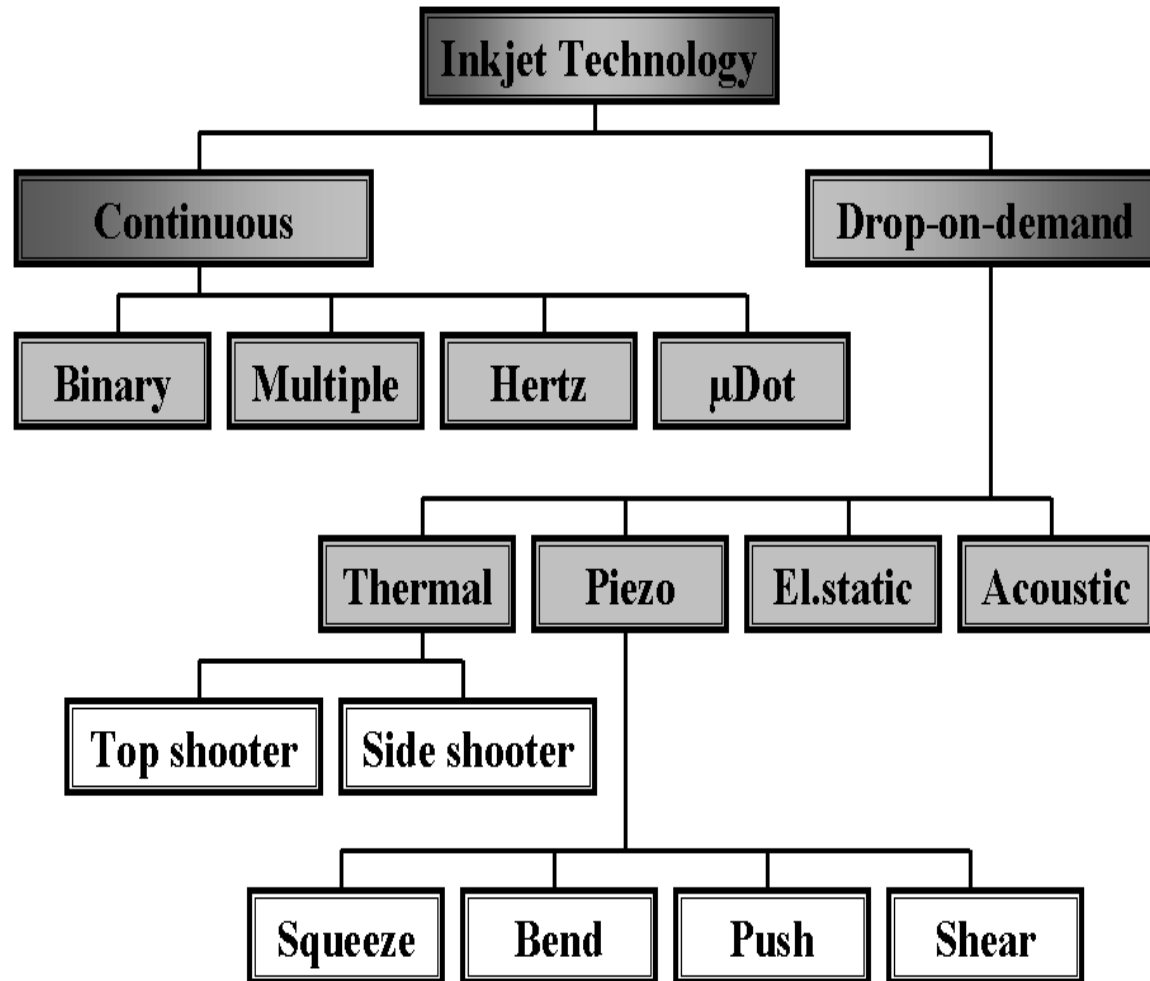 Inkjet Technology
Continuous
Drop-on-demand
Binary
Multiple
Hertz
µDot
Thermal
Piezo
El.static
Acoustic
Top shooter
Side shooter
Squeeze
Bend
Push
Shear